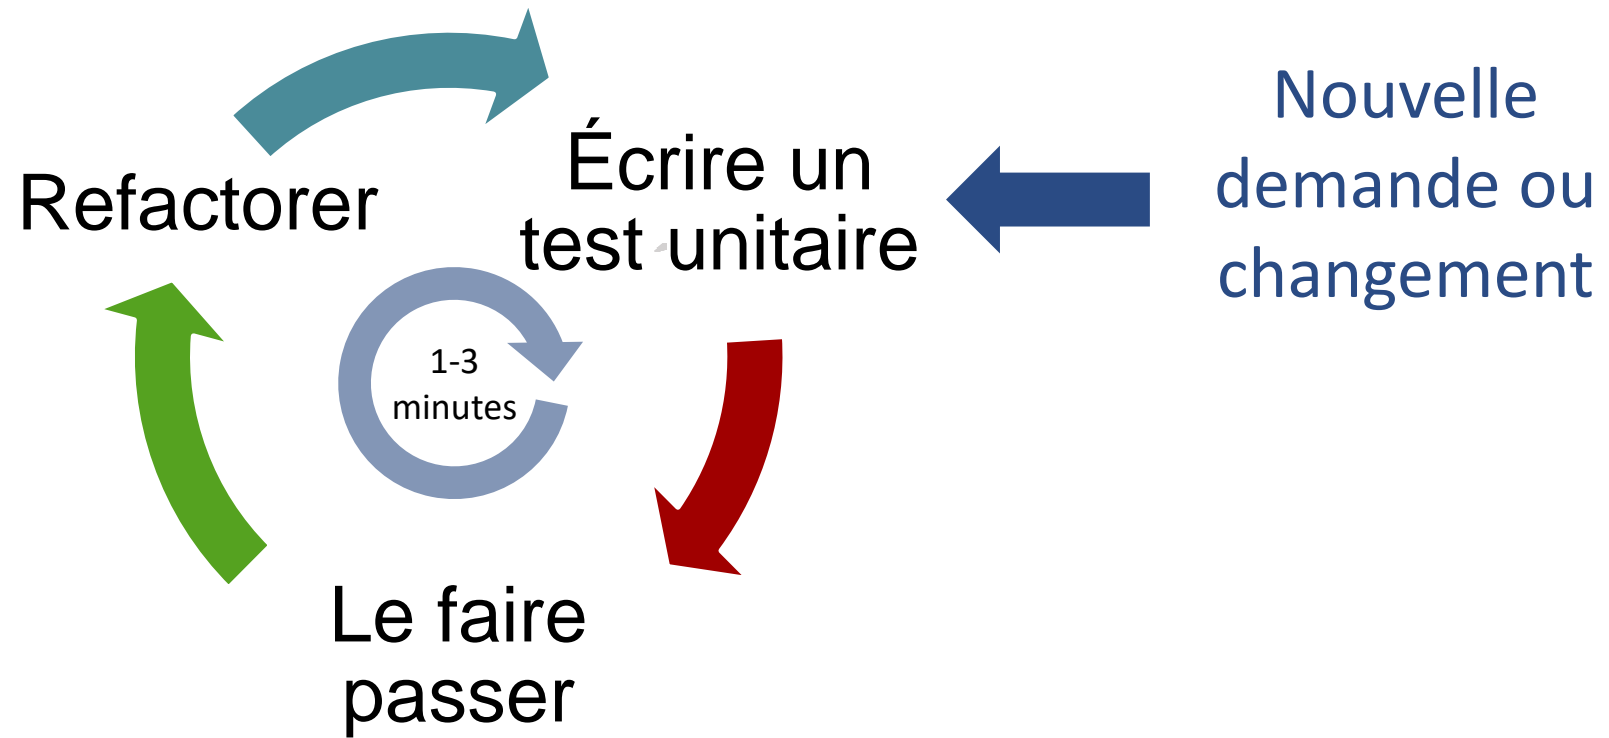 Nouvelle
demande ou
changement
Écrire un
test unitaire
Refactorer
1-3
minutes
Le faire
passer